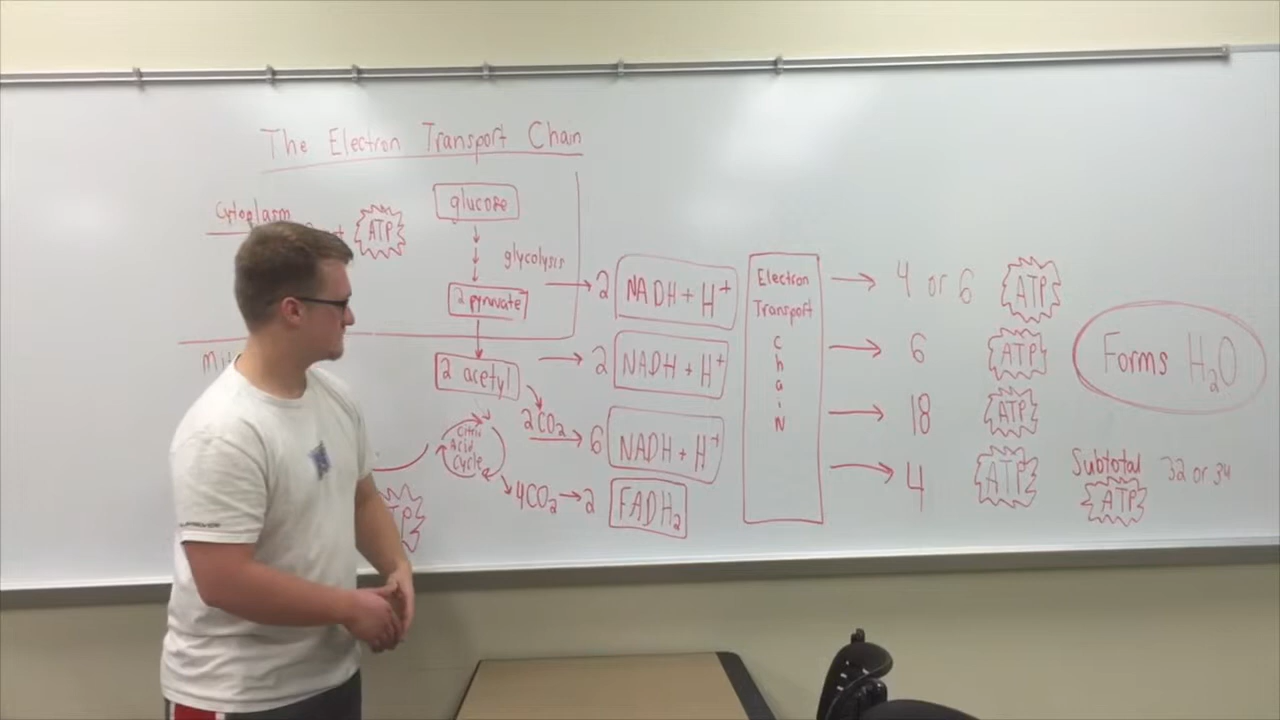 The Electron Transport Chain
Cytoplasm
ATP
glucose
glycolysis
2 pyruvate
2 NADH + H+
2 acetyl
2 NADH + H+
2CO2
Citric
Acid
Cycle
6 NADH + H+
4CO2
2 FADH2
Electron
Transport
Chain
4 or 6 ATP
6 ATP
18 ATP
4 ATP
Forms H2O
Subtotal 32 or 34
ATP